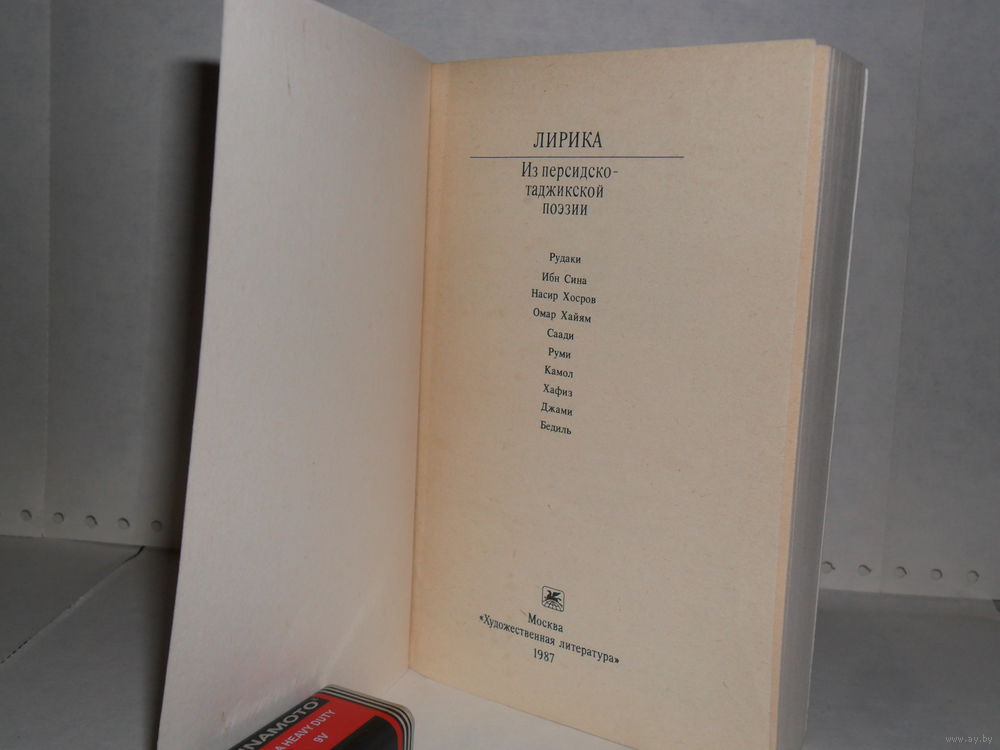 ЛИРИКА
Из персидско-
таджикской
поэзии
Рудаки
Ибн Сина
Насир Хосров
Омар Хайям
Саади
Руми
Камол
Хафиз
Джами
Бедиль
Москва
«Художественная литература»
1987
HEAVY DUTY
9V
www.ay.by